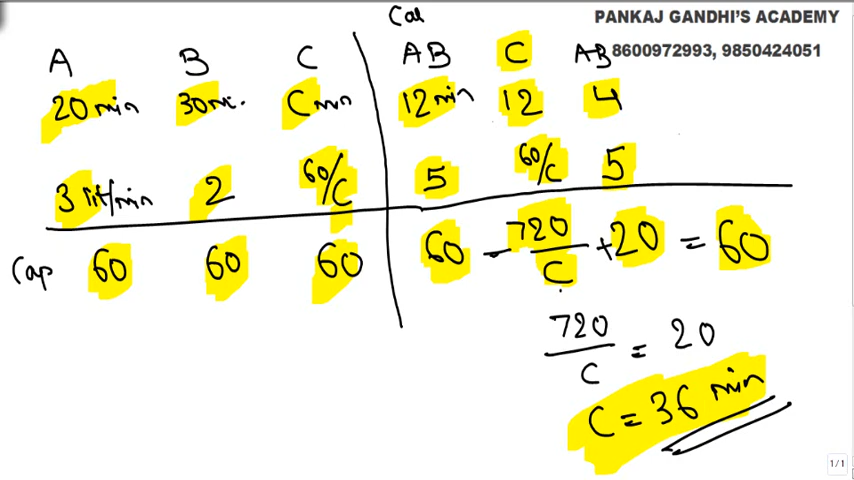 PANKAJ GANDHI'S ACADEMY
8600972993, 9850424051
Cal
A B C AB C AB
20 min 30 m. C min 12 min 12 4
3 lit/min 2 60/C 5 60/C 5
Cap 60 60 60 60 - 720/C + 20 = 60
720/C = 20
C = 36 min
1/1